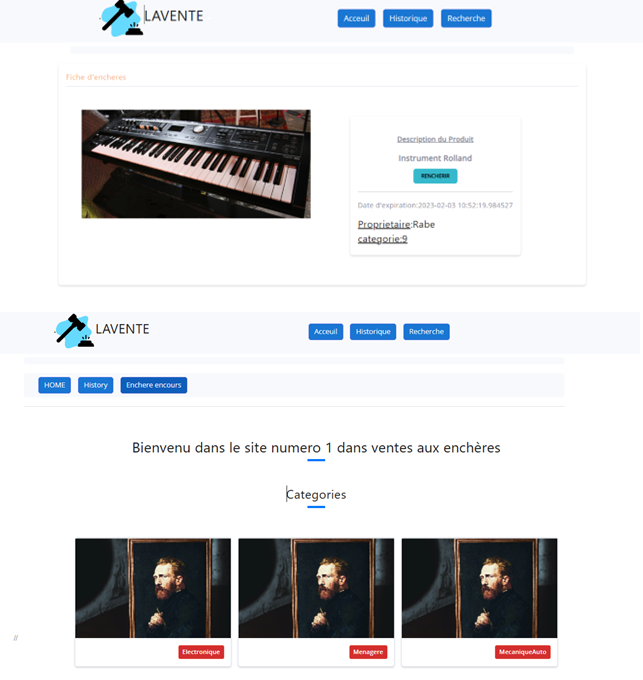 LAVENTE
Acceuil Historique Recherche
Fiche d'encheres
Description du Produit
Instrument Rolland
RENCHERIR
Date d'expiration:2023-02-03 10:52:19.984527
Proprietaire:Rabe
categorie:9
LAVENTE
Acceuil Historique Recherche
HOME History Enchere encours
Bienvenu dans le site numero 1 dans ventes aux enchères
Categories
//
Electronique Menagere MecaniqueAuto